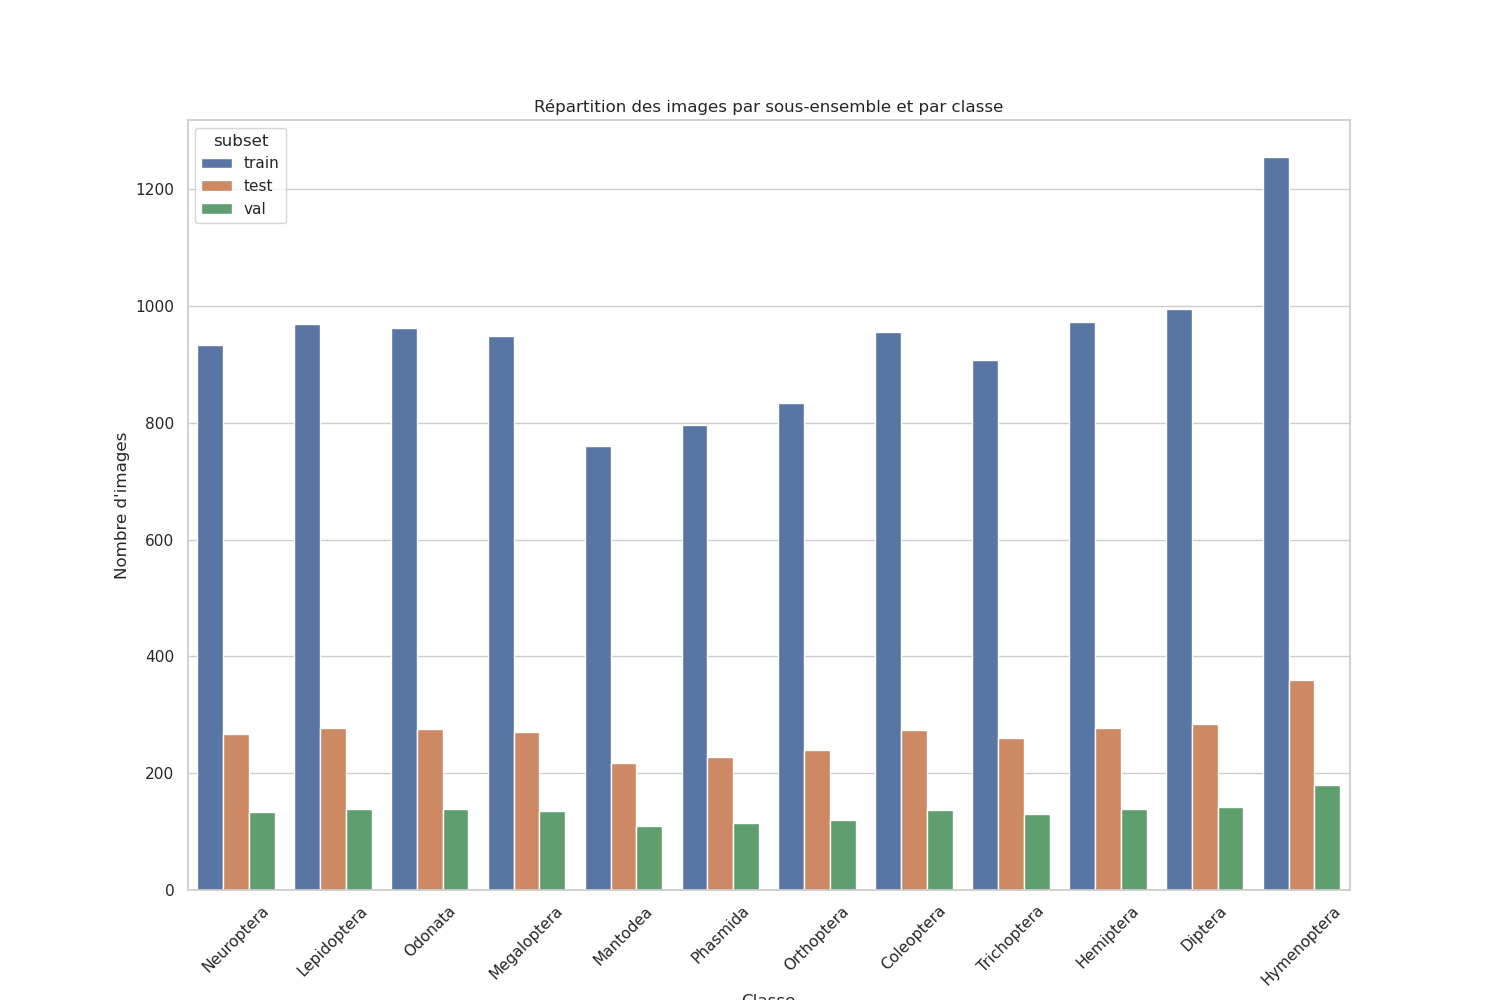 Répartition des images par sous-ensemble et par classe
subset
train
test
val
1200
1000
800
600
400
200
0
Nombre d'images
Neuroptera
Lepidoptera
Odonata
Megaloptera
Mantodea
Phasmida
Orthoptera
Coleoptera
Trichoptera
Hemiptera
Diptera
Hymenoptera
Classe